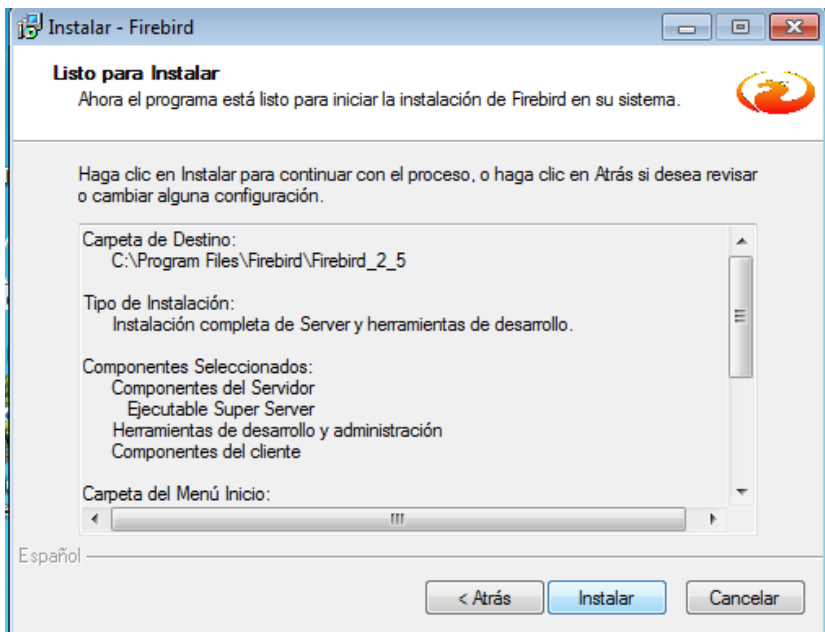 Instalar - Firebird
Listo para Instalar
Ahora el programa está listo para iniciar la instalación de Firebird en su sistema.
Haga clic en Instalar para continuar con el proceso, o haga clic en Atrás si desea revisar
o cambiar alguna configuración.
Carpeta de Destino:
C:\Program Files\Firebird\Firebird_2_5
Tipo de Instalación:
Instalación completa de Server y herramientas de desarrollo.
Componentes Seleccionados:
Componentes del Servidor
Ejecutable Super Server
Herramientas de desarrollo y administración
Componentes del cliente
Carpeta del Menú Inicio:
Español
< Atrás
Instalar
Cancelar